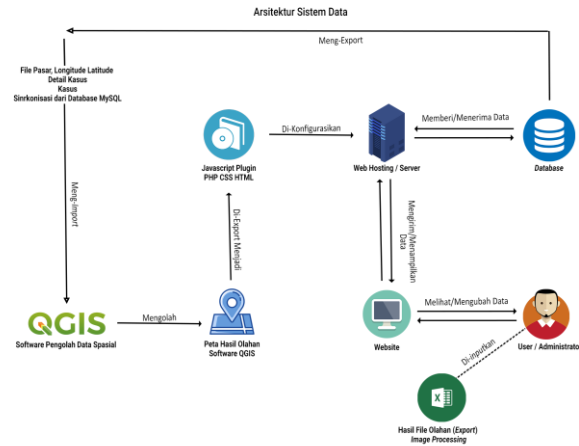 Arsitektur Sistem Data
Meng-Export
File Pasar, Longitude Latitude
Detail Kasus
Kasus
Sinrkonisasi dari Database MySQL
Meng-Import
QGIS
Software Pengolah Data Spasial
Mengolah
Peta Hasil Olahan
Software QGIS
Di-Export Menjadi
Javascript Plugin
PHP CSS HTML
Di-Konfigurasikan
Web Hosting / Server
Memberi/Menerima Data
Database
Mengirim/Menampilkan
Data
Website
Melihat/Mengubah Data
User / Administrato
Di-inputkan
X
Hasil File Olahan (Export)
Image Processing